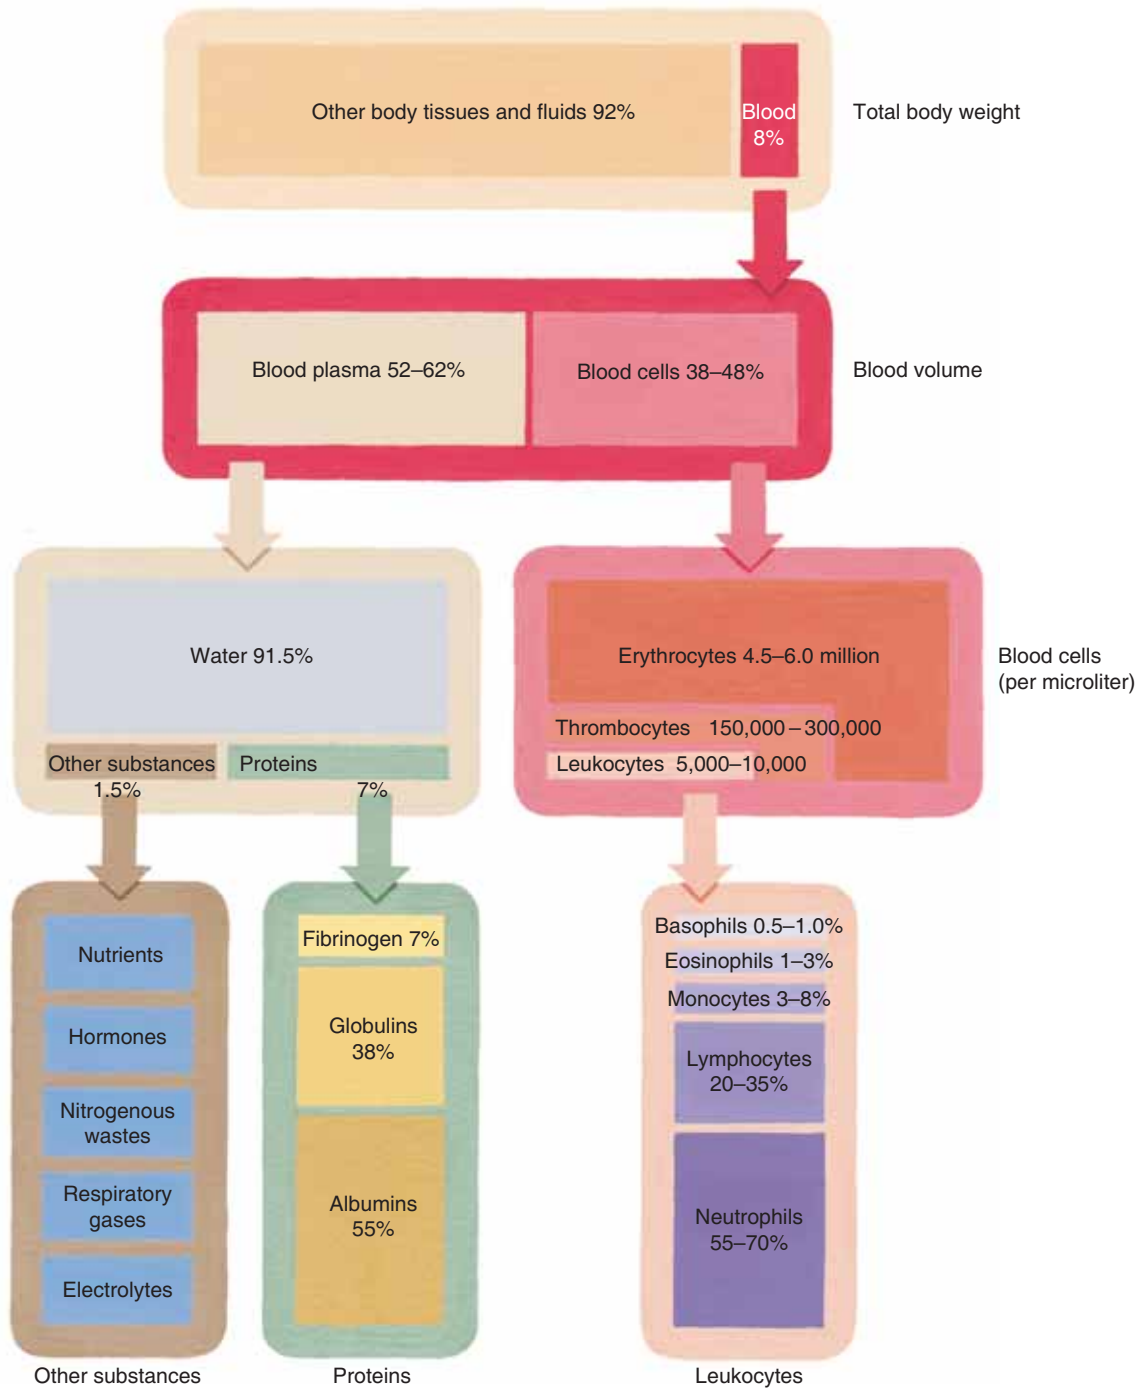 Other body tissues and fluids 92%
Blood
8%
Total body weight
Blood plasma 52–62%
Blood cells 38–48%
Blood volume
Water 91.5%
Other substances
1.5%
Proteins
7%
Erythrocytes 4.5–6.0 million
Thrombocytes 150,000–300,000
Leukocytes 5,000–10,000
Blood cells
(per microliter)
Nutrients
Hormones
Nitrogenous
wastes
Respiratory
gases
Electrolytes
Other substances
Fibrinogen 7%
Globulins
38%
Albumins
55%
Proteins
Basophils 0.5–1.0%
Eosinophils 1–3%
Monocytes 3–8%
Lymphocytes
20–35%
Neutrophils
55–70%
Leukocytes